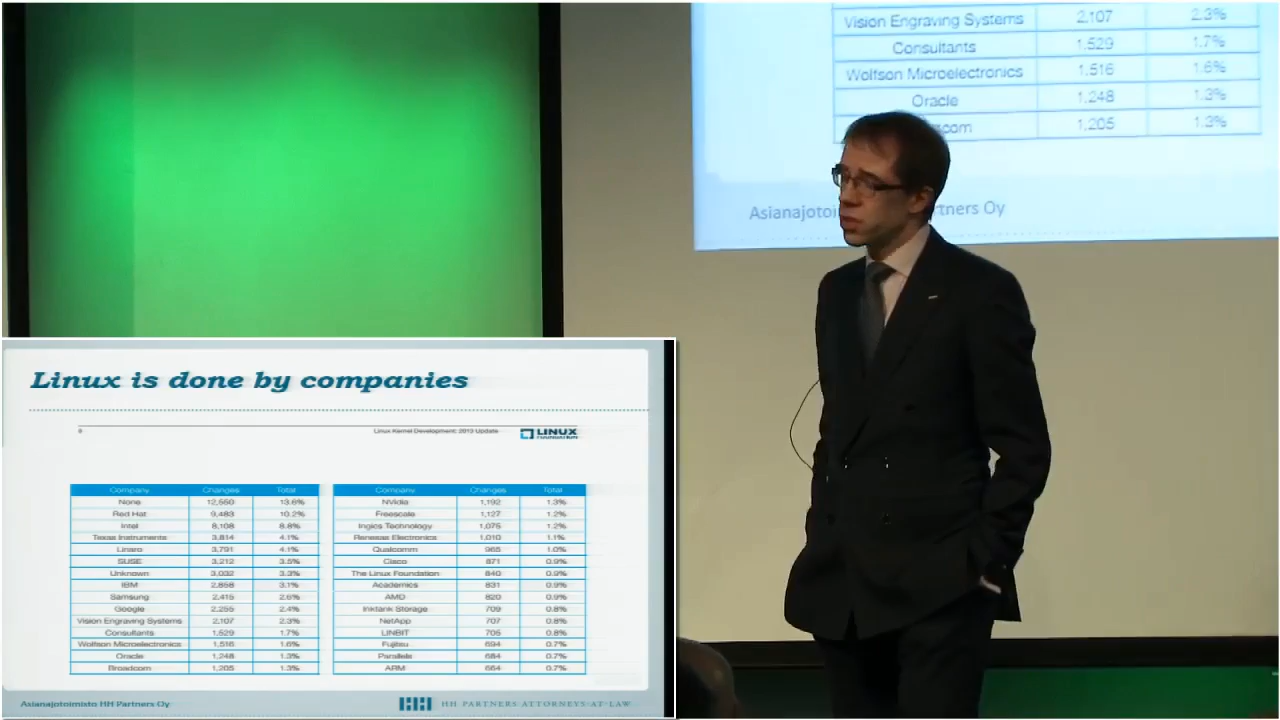 Vision Engraving Systems 2,107 2.3%
Consultants 1,529 1.7%
Wolfson Microelectronics 1,516 1.6%
Oracle 1,248 1.3%
1,205 1.3%
Partners Oy
Linux is done by companies
Linux Kernel Development: 2013 Update
LINUX
FOUNDATION
Company Changes Total Company Changes Total
None 12,550 13.6% NVidia 1,192 1.3%
Red Hat 9,483 10.2% Freescale 1,127 1.2%
Intel 8,108 8.8% Ingics Technology 1,075 1.2%
Texas Instruments 3,814 4.1% Renesas Electronics 1,010 1.1%
Linaro 3,791 4.1% Qualcomm 965 1.0%
SUSE 3,212 3.5% Cisco 871 0.9%
Unknown 3,032 3.3% The Linux Foundation 840 0.9%
IBM 2,858 3.1% Academics 831 0.9%
Samsung 2,415 2.6% AMD 820 0.9%
Google 2,255 2.4% Inktank Storage 709 0.8%
Vision Engraving Systems 2,107 2.3% NetApp 707 0.8%
Consultants 1,529 1.7% LINBIT 705 0.8%
Wolfson Microelectronics 1,516 1.6% Fujitsu 694 0.7%
Oracle 1,248 1.3% Parallels 684 0.7%
Broadcom 1,205 1.3% ARM 664 0.7%
Asianajotoimisto HH Partners Oy
HH PARTNERS ATTORNEYS-AT-LAW